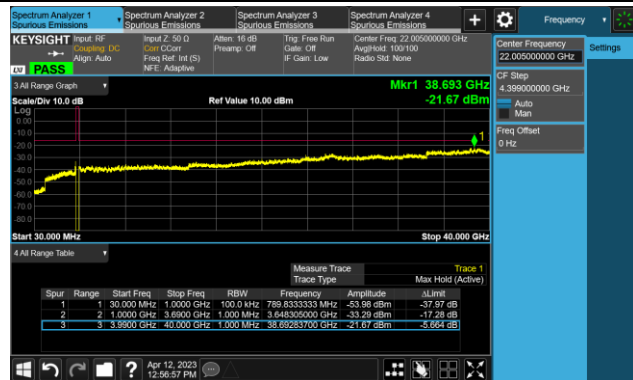 Spectrum Analyzer 1
Spurious Emissions
Spectrum Analyzer 2
Spurious Emissions
Spectrum Analyzer 3
Spurious Emissions
Spectrum Analyzer 4
Spurious Emissions
+
Frequency
KEYSIGHT
Input: RF
Coupling: DC
Align: Auto
Input Z: 50 Ω
Corr CCorr
Freq Ref: Int (S)
NFE: Adaptive
Atten: 16 dB
Preamp: Off
Trig: Free Run
Gate: Off
IF Gain: Low
Center Freq: 22.005000000 GHz
Avg|Hold: 100/100
Radio Std: None
LXI PASS
Center Frequency
22.005000000 GHz
Settings
CF Step
4.399000000 GHz
Auto
Man
Freq Offset
0 Hz
3 All Range Graph
Mkr1 38.693 GHz
Scale/Div 10.0 dB
Ref Value 10.00 dBm
-21.67 dBm
Log
0.00
-10.0
-20.0
-30.0
-40.0
-50.0
-60.0
-70.0
-80.0
1
Start 30.000 MHz
Stop 40.000 GHz
4 All Range Table
Measure Trace Trace 1
Trace Type Max Hold (Active)
Spur Range Start Freq Stop Freq RBW Frequency Amplitude ΔLimit
1 1 30.000 MHz 1.0000 GHz 100.0 kHz 789.8333333 MHz -53.98 dBm -37.97 dB
2 2 1.0000 GHz 3.6900 GHz 1.000 MHz 3.648305000 GHz -33.29 dBm -17.28 dB
3 3 3.9900 GHz 40.000 GHz 1.000 MHz 38.69283700 GHz -21.67 dBm -5.664 dB
?
Apr 12, 2023
12:56:57 PM